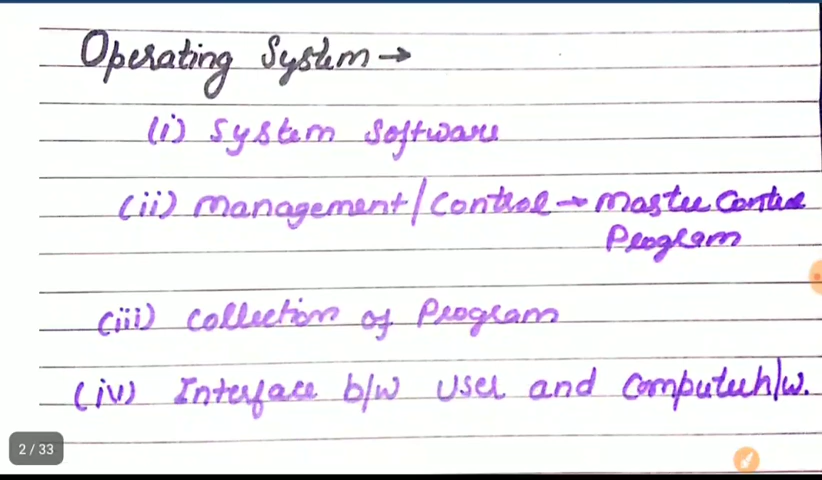 Operating System →
(i) System Software
(ii) Management/Control → Master Control
Program
(iii) Collection of Program
(iv) Interface b/w User and Computer h/w.
2 / 33